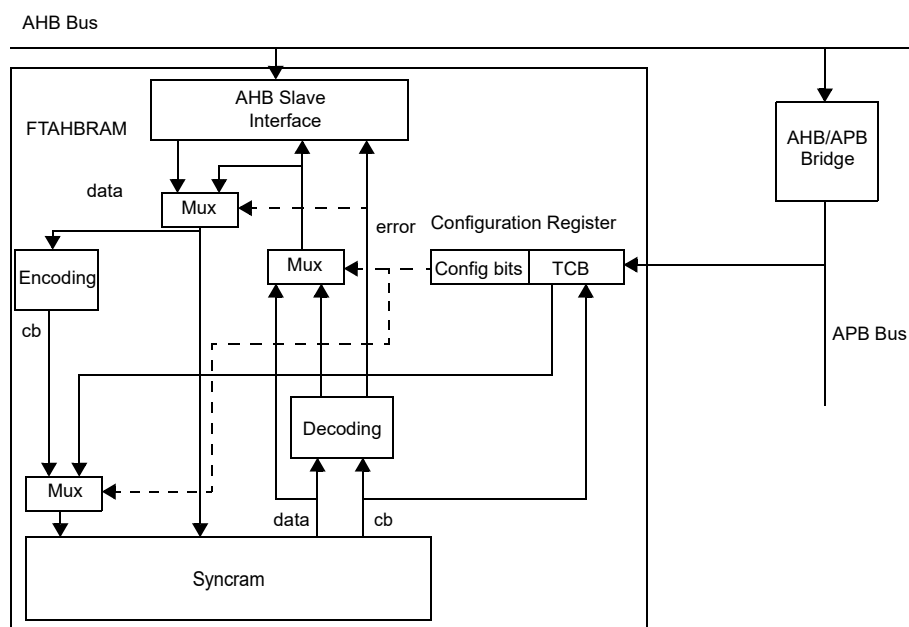 AHB Bus
AHB Slave
Interface
FTAHBRAM
AHB/APB
Bridge
data
Mux
error
Configuration Register
Encoding
Mux
Config bits
TCB
cb
APB Bus
Decoding
Mux
data
cb
Syncram